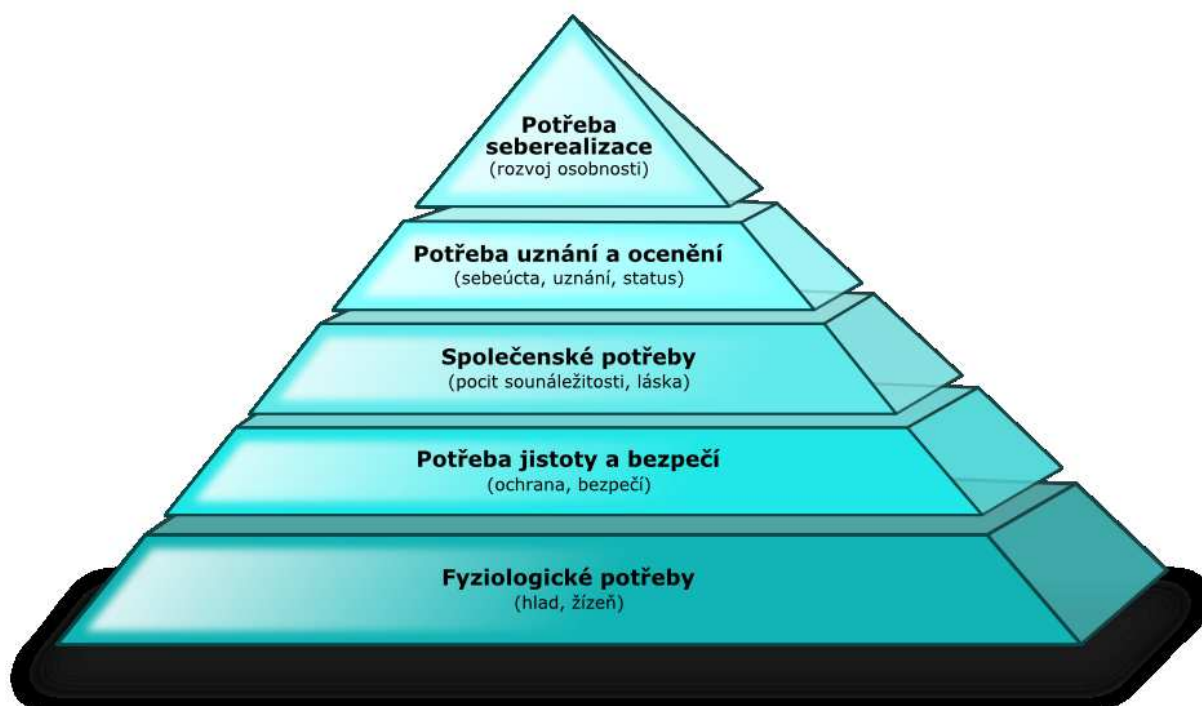 Potřeba
seberealizace
(rozvoj osobnosti)
Potřeba uznání a ocenění
(sebeúcta, uznání, status)
Společenské potřeby
(pocit sounáležitosti, láska)
Potřeba jistoty a bezpečí
(ochrana, bezpečí)
Fyziologické potřeby
(hlad, žízeň)